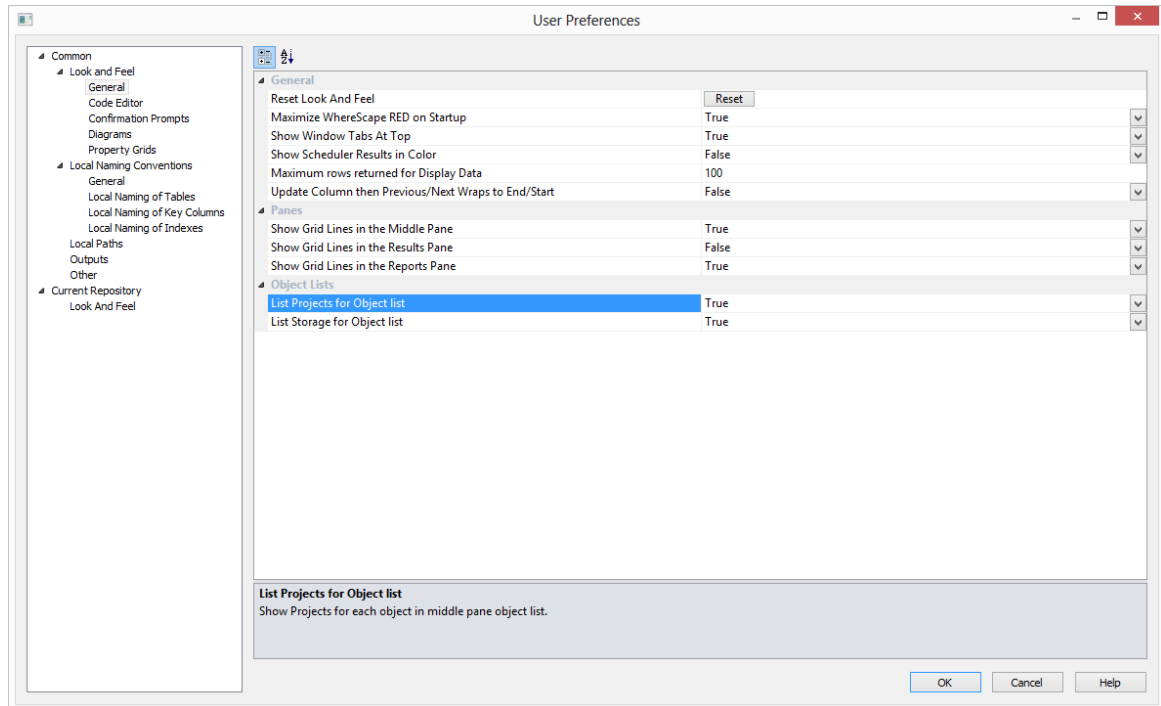 User Preferences
Common
Look and Feel
General
Code Editor
Confirmation Prompts
Diagrams
Property Grids
Local Naming Conventions
General
Local Naming of Tables
Local Naming of Key Columns
Local Naming of Indexes
Local Paths
Outputs
Other
Current Repository
Look And Feel
General
Reset Look And Feel Reset
Maximize WhereScape RED on Startup True
Show Window Tabs At Top True
Show Scheduler Results in Color False
Maximum rows returned for Display Data 100
Update Column then Previous/Next Wraps to End/Start False
Panes
Show Grid Lines in the Middle Pane True
Show Grid Lines in the Results Pane False
Show Grid Lines in the Reports Pane True
Object Lists
List Projects for Object list True
List Storage for Object list True
List Projects for Object list
Show Projects for each object in middle pane object list.
OK Cancel Help